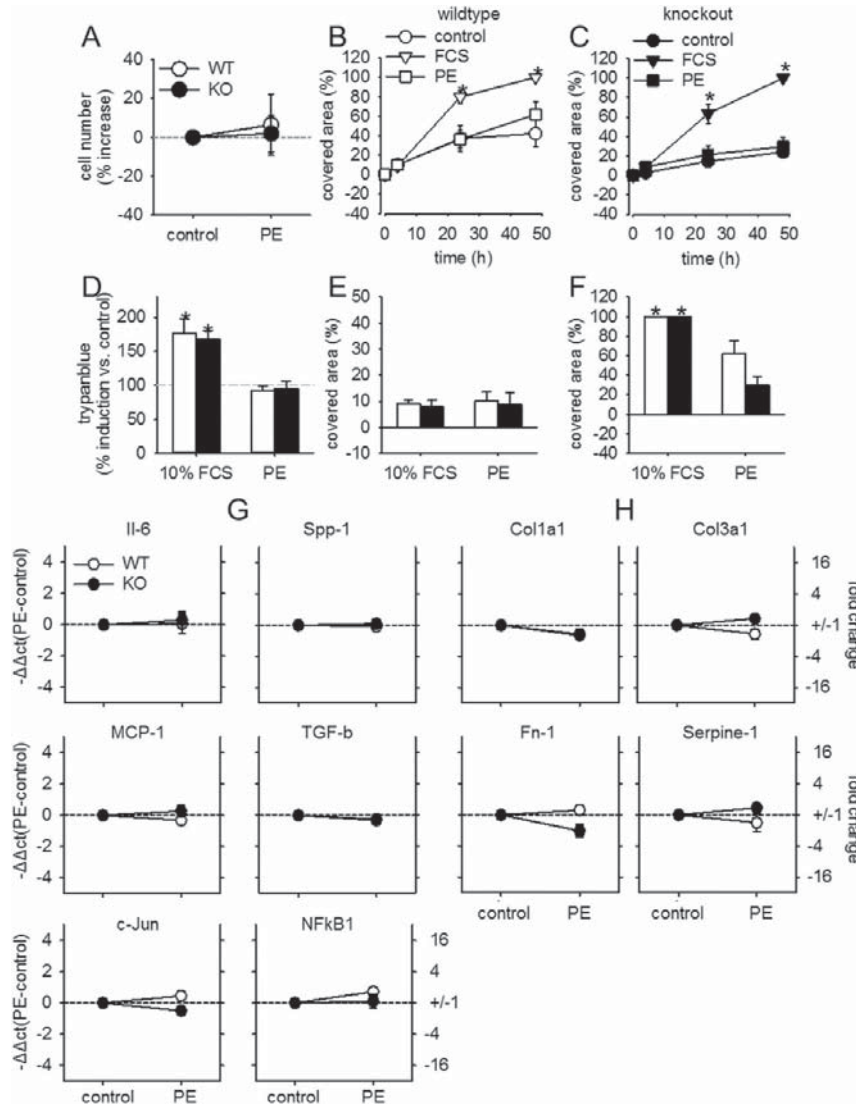 A
WT
KO
cell number
(% increase)
40
20
0
-20
-40
control
PE
B
wildtype
control
FCS
PE
covered area (%)
120
100
80
60
40
20
0
-20
-40
*
*
0 10 20 30 40 50
time (h)
C
knockout
control
FCS
PE
covered area (%)
120
100
80
60
40
20
0
-20
-40
*
*
0 10 20 30 40 50
time (h)
D
trypanblue
(% induction vs. control)
200
150
100
50
0
* *
10% FCS
PE
E
covered area (%)
50
40
30
20
10
0
-10
10% FCS
PE
F
covered area (%)
120
100
80
60
40
20
0
20
40
* *
10% FCS
PE
G
H
Il-6
Spp-1
Col1a1
Col3a1
WT
KO
-ΔΔct(PE-control)
4
2
0
-2
-4
16
4
+/-1
-4
-16
fold change
MCP-1
TGF-b
Fn-1
Serpine-1
-ΔΔct(PE-control)
4
2
0
-2
-4
16
4
+/-1
-4
-16
fold change
control PE
control PE
c-Jun
NFkB1
-ΔΔct(PE-control)
4
2
0
-2
-4
16
4
+/-1
-4
-16
control PE
control PE